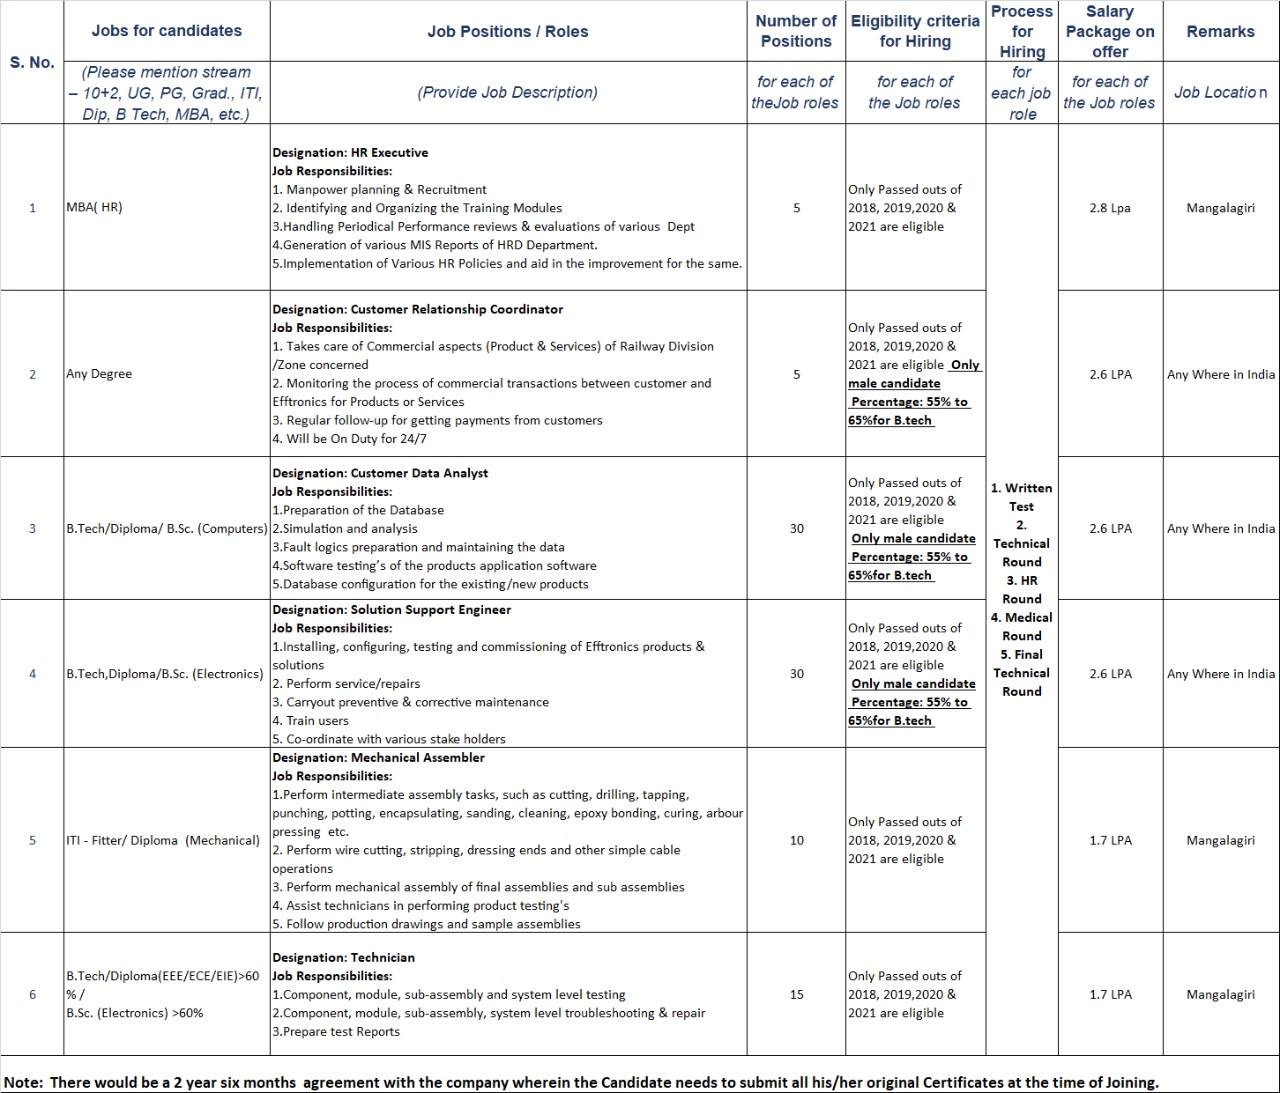 S. No.
Jobs for candidates
Job Positions / Roles
Number of
Positions
Eligibility criteria
for Hiring
Process
for
Hiring
Salary
Package on
offer
Remarks
(Please mention stream
– 10+2, UG, PG, Grad., ITI,
Dip, B Tech, MBA, etc.)
(Provide Job Description)
for each of
theJob roles
for each of
the Job roles
for
each job
role
for each of
the Job roles
Job Location
1
MBA( HR)
Designation: HR Executive
Job Responsibilities:
1. Manpower planning & Recruitment
2. Identifying and Organizing the Training Modules
3.Handling Periodical Performance reviews & evaluations of various  Dept
4.Generation of various MIS Reports of HRD Department.
5.Implementation of Various HR Policies and aid in the improvement for the same.
5
Only Passed outs of
2018, 2019,2020 &
2021 are eligible
2.8 Lpa
Mangalagiri
2
Any Degree
Designation: Customer Relationship Coordinator
Job Responsibilities:
1. Takes care of Commercial aspects (Product & Services) of Railway Division
/Zone concerned
2. Monitoring the process of commercial transactions between customer and
Efftronics for Products or Services
3. Regular follow-up for getting payments from customers
4. Will be On Duty for 24/7
5
Only Passed outs of
2018, 2019,2020 &
2021 are eligible  Only
male candidate
Percentage: 55% to
65%for B.tech
2.6 LPA
Any Where in India
3
B.Tech/Diploma/ B.Sc. (Computers)
Designation: Customer Data Analyst
Job Responsibilities:
1.Preparation of the Database
2.Simulation and analysis
3.Fault logics preparation and maintaining the data
4.Software testing's of the products application software
5.Database configuration for the existing/new products
30
Only Passed outs of
2018, 2019,2020 &
2021 are eligible
Only male candidate
Percentage: 55% to
65%for B.tech
1. Written
Test
2.
Technical
Round
3. HR
Round
4. Medical
Round
5. Final
Technical
Round
2.6 LPA
Any Where in India
4
B.Tech,Diploma/B.Sc. (Electronics)
Designation: Solution Support Engineer
Job Responsibilities:
1.Installing, configuring, testing and commissioning of Efftronics products &
solutions
2. Perform service/repairs
3. Carryout preventive & corrective maintenance
4. Train users
5. Co-ordinate with various stake holders
30
Only Passed outs of
2018, 2019,2020 &
2021 are eligible
Only male candidate
Percentage: 55% to
65%for B.tech
2.6 LPA
Any Where in India
5
ITI - Fitter/ Diploma  (Mechanical)
Designation: Mechanical Assembler
Job Responsibilities:
1.Perform intermediate assembly tasks, such as cutting, drilling, tapping,
punching, potting, encapsulating, sanding, cleaning, epoxy bonding, curing, arbour
pressing  etc.
2. Perform wire cutting, stripping, dressing ends and other simple cable
operations
3. Perform mechanical assembly of final assemblies and sub assemblies
4. Assist technicians in performing product testing's
5. Follow production drawings and sample assemblies
10
Only Passed outs of
2018, 2019,2020 &
2021 are eligible
1.7 LPA
Mangalagiri
6
B.Tech/Diploma(EEE/ECE/EIE)>60
% /
B.Sc. (Electronics) >60%
Designation: Technician
Job Responsibilities:
1.Component, module, sub-assembly and system level testing
2.Component, module, sub-assembly, system level troubleshooting & repair
3.Prepare test Reports
15
Only Passed outs of
2018, 2019,2020 &
2021 are eligible
1.7 LPA
Mangalagiri
Note:  There would be a 2 year six months  agreement with the company wherein the Candidate needs to submit all his/her original Certificates at the time of Joining.